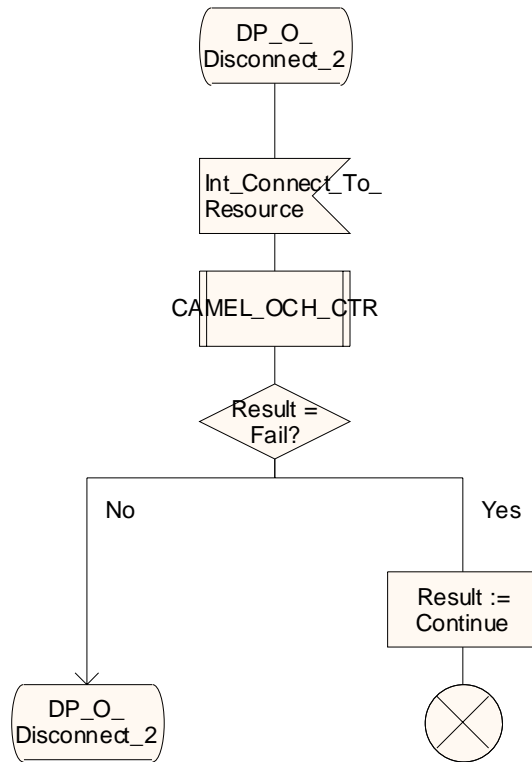 DP_O_
Disconnect_2
Int_Connect_To_
Resource
CAMEL_OCH_CTR
Result =
Fail?
No
Yes
Result :=
Continue
DP_O_
Disconnect_2